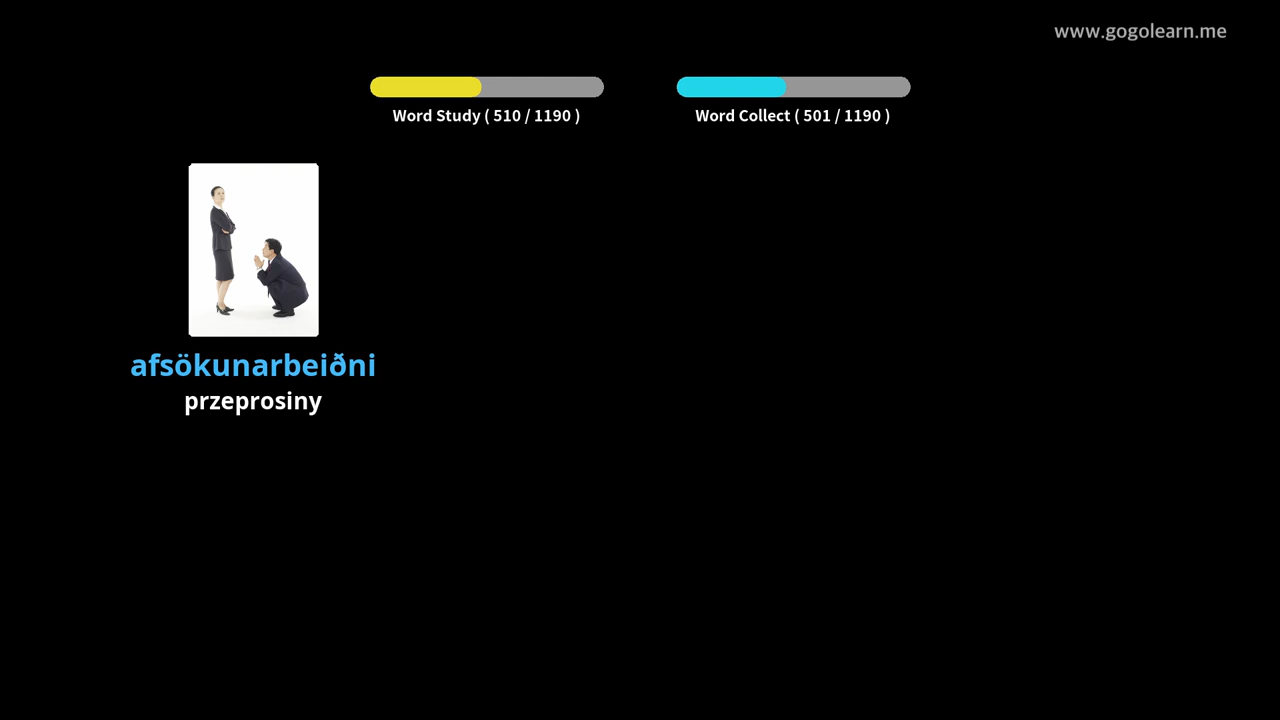 www.gogolearn.me
Word Study ( 510 / 1190 )
Word Collect ( 501 / 1190 )
afsökunarbeiðni
przeprosiny